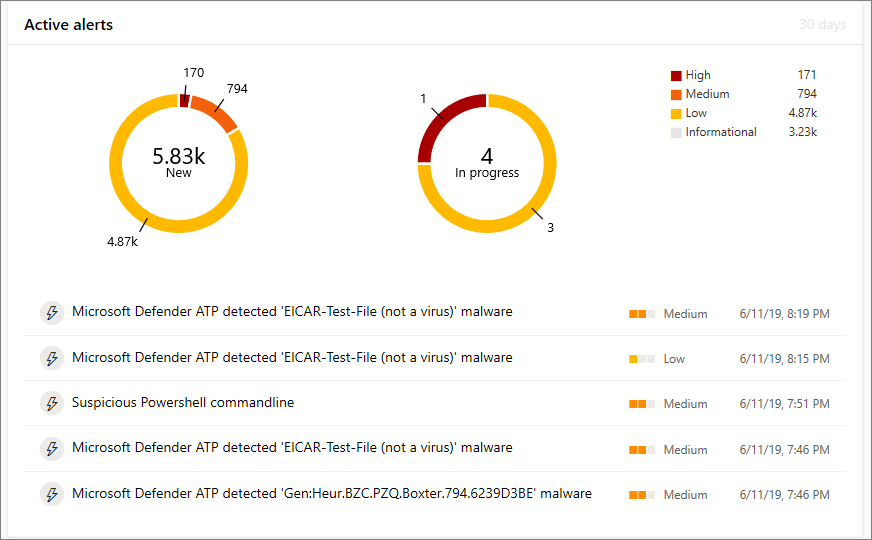 Active alerts 30 days
170
794
5.83k
New
4.87k
1
4
In progress
3
High 171
Medium 794
Low 4.87k
Informational 3.23k
Microsoft Defender ATP detected 'EICAR-Test-File (not a virus)' malware Medium 6/11/19, 8:19 PM
Microsoft Defender ATP detected 'EICAR-Test-File (not a virus)' malware Low 6/11/19, 8:15 PM
Suspicious Powershell commandline Medium 6/11/19, 7:51 PM
Microsoft Defender ATP detected 'EICAR-Test-File (not a virus)' malware Medium 6/11/19, 7:46 PM
Microsoft Defender ATP detected 'Gen:Heur.BZC.PZQ.Boxter.794.6239D3BE' malware Medium 6/11/19, 7:46 PM